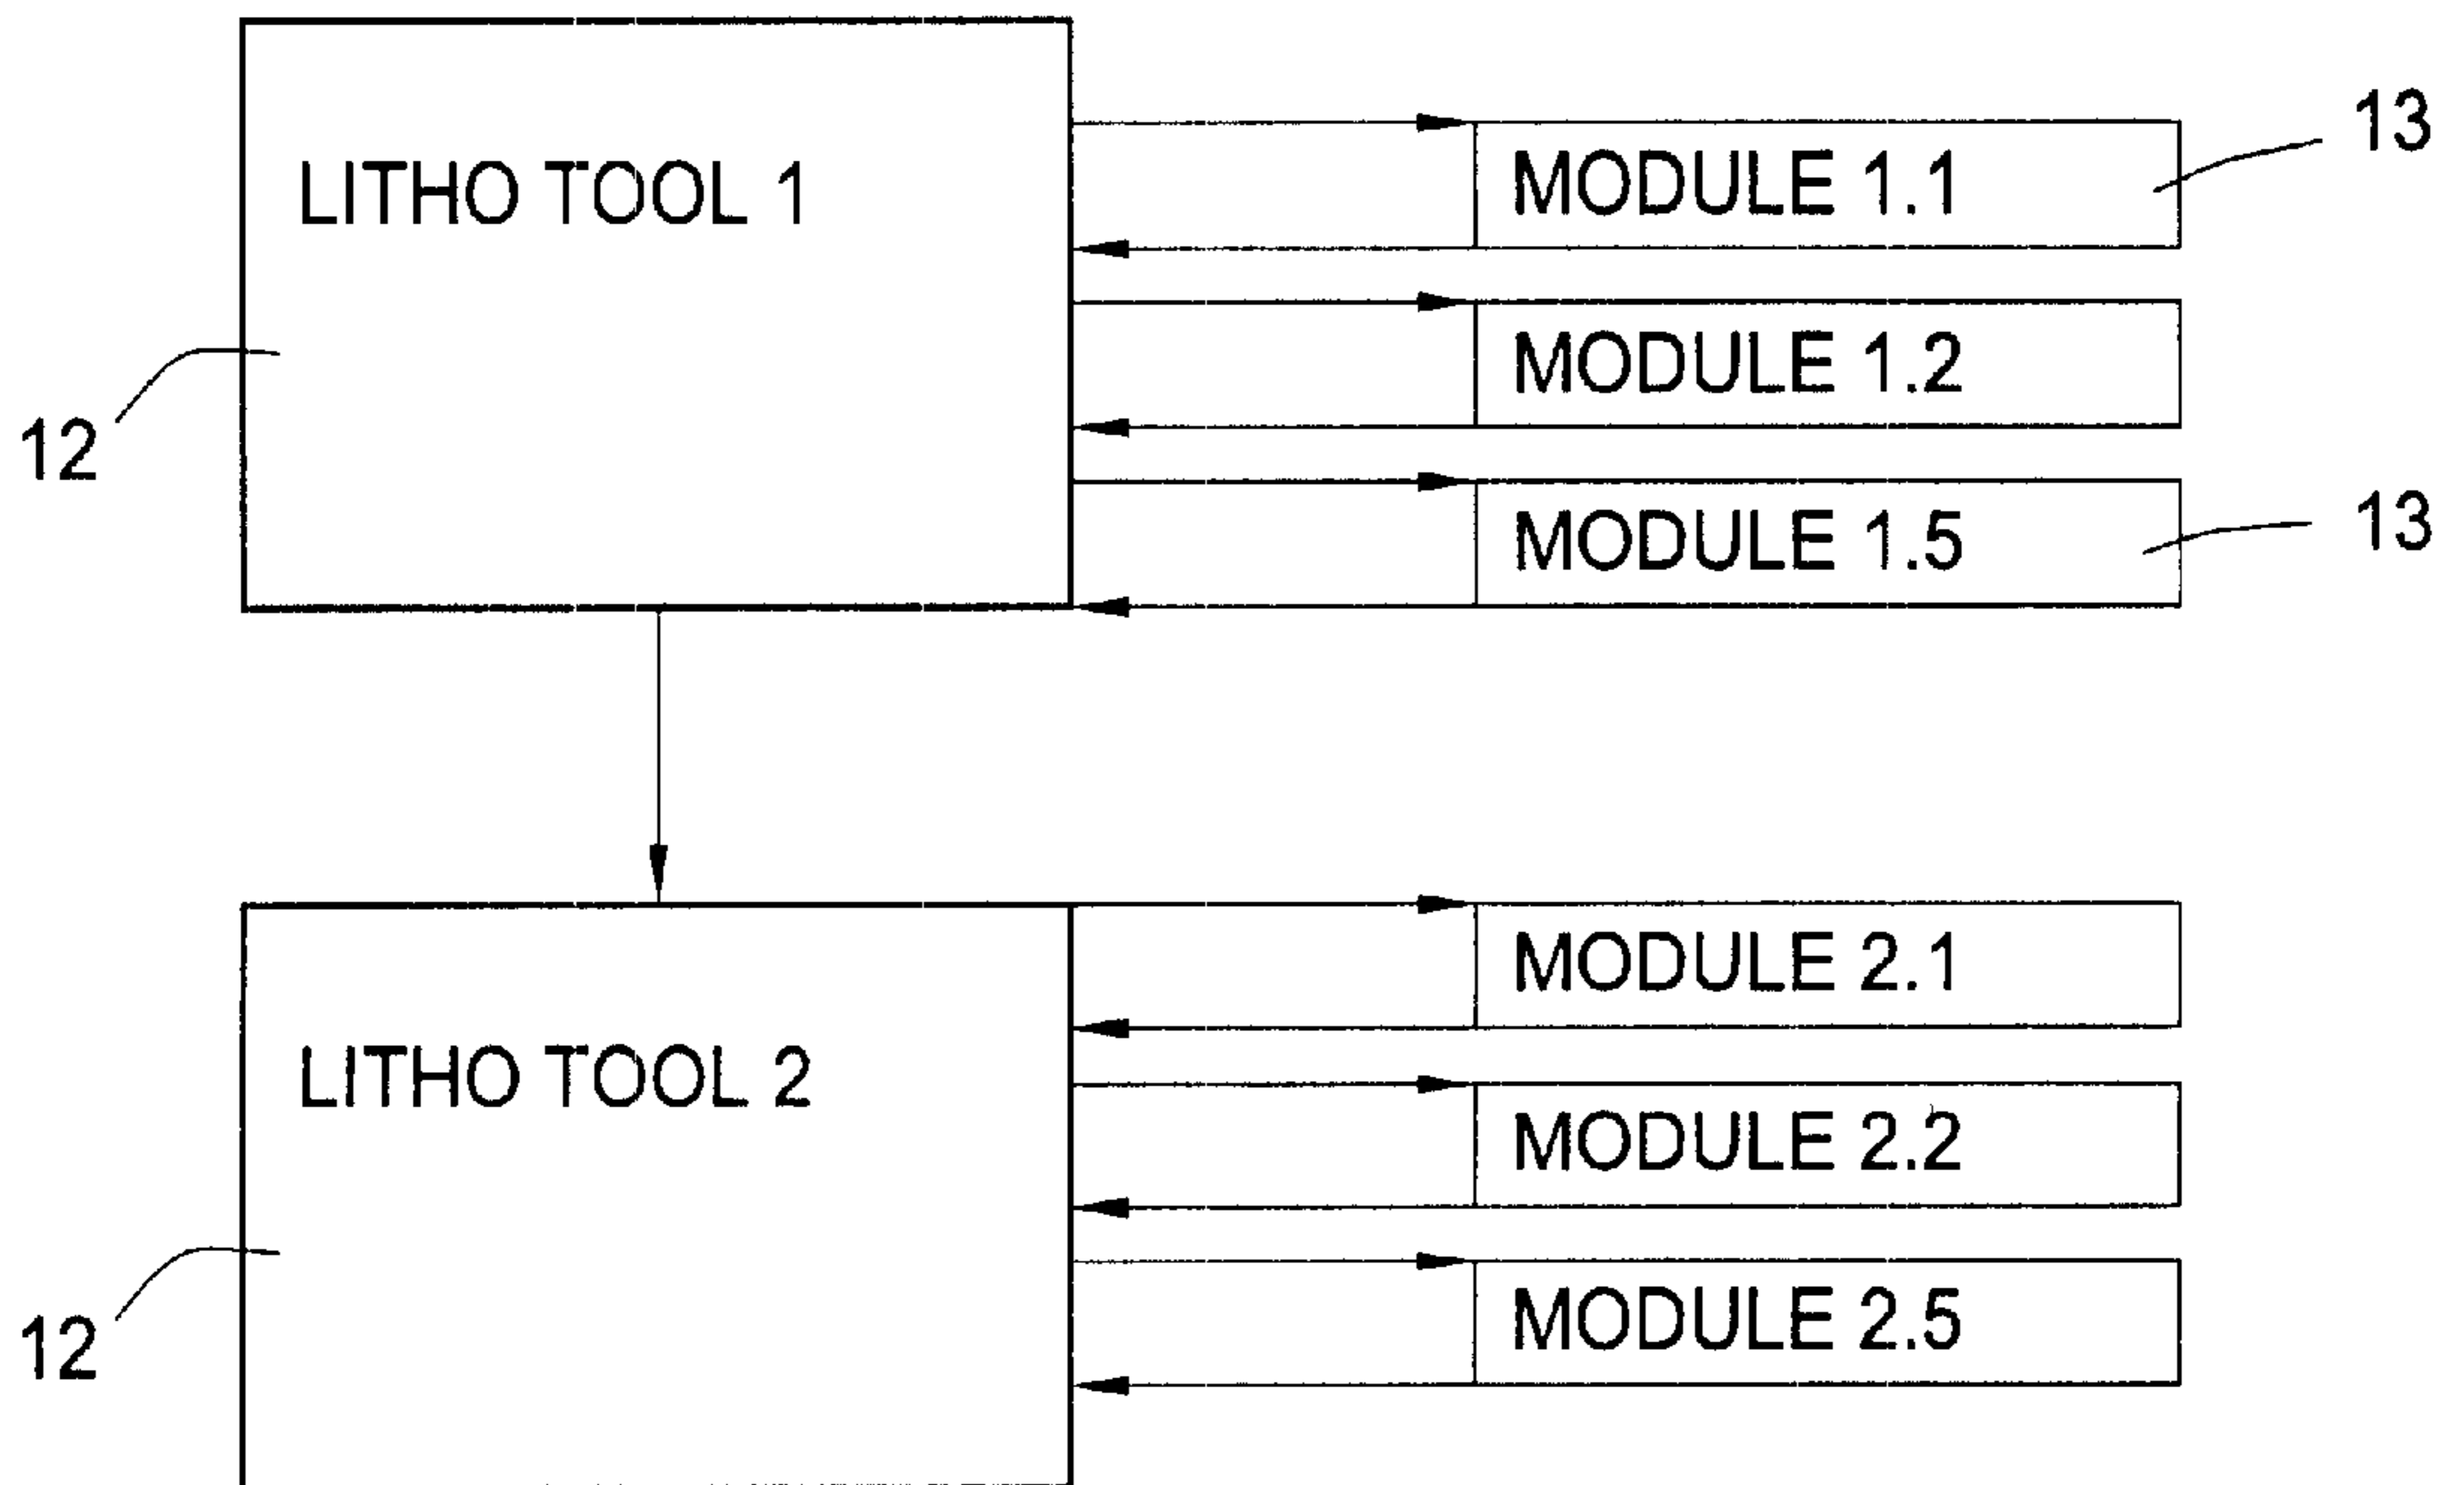 LITHO TOOL 1
12
MODULE 1.1
13
MODULE 1.2
MODULE 1.5
13
LITHO TOOL 2
12
MODULE 2.1
MODULE 2.2
MODULE 2.5